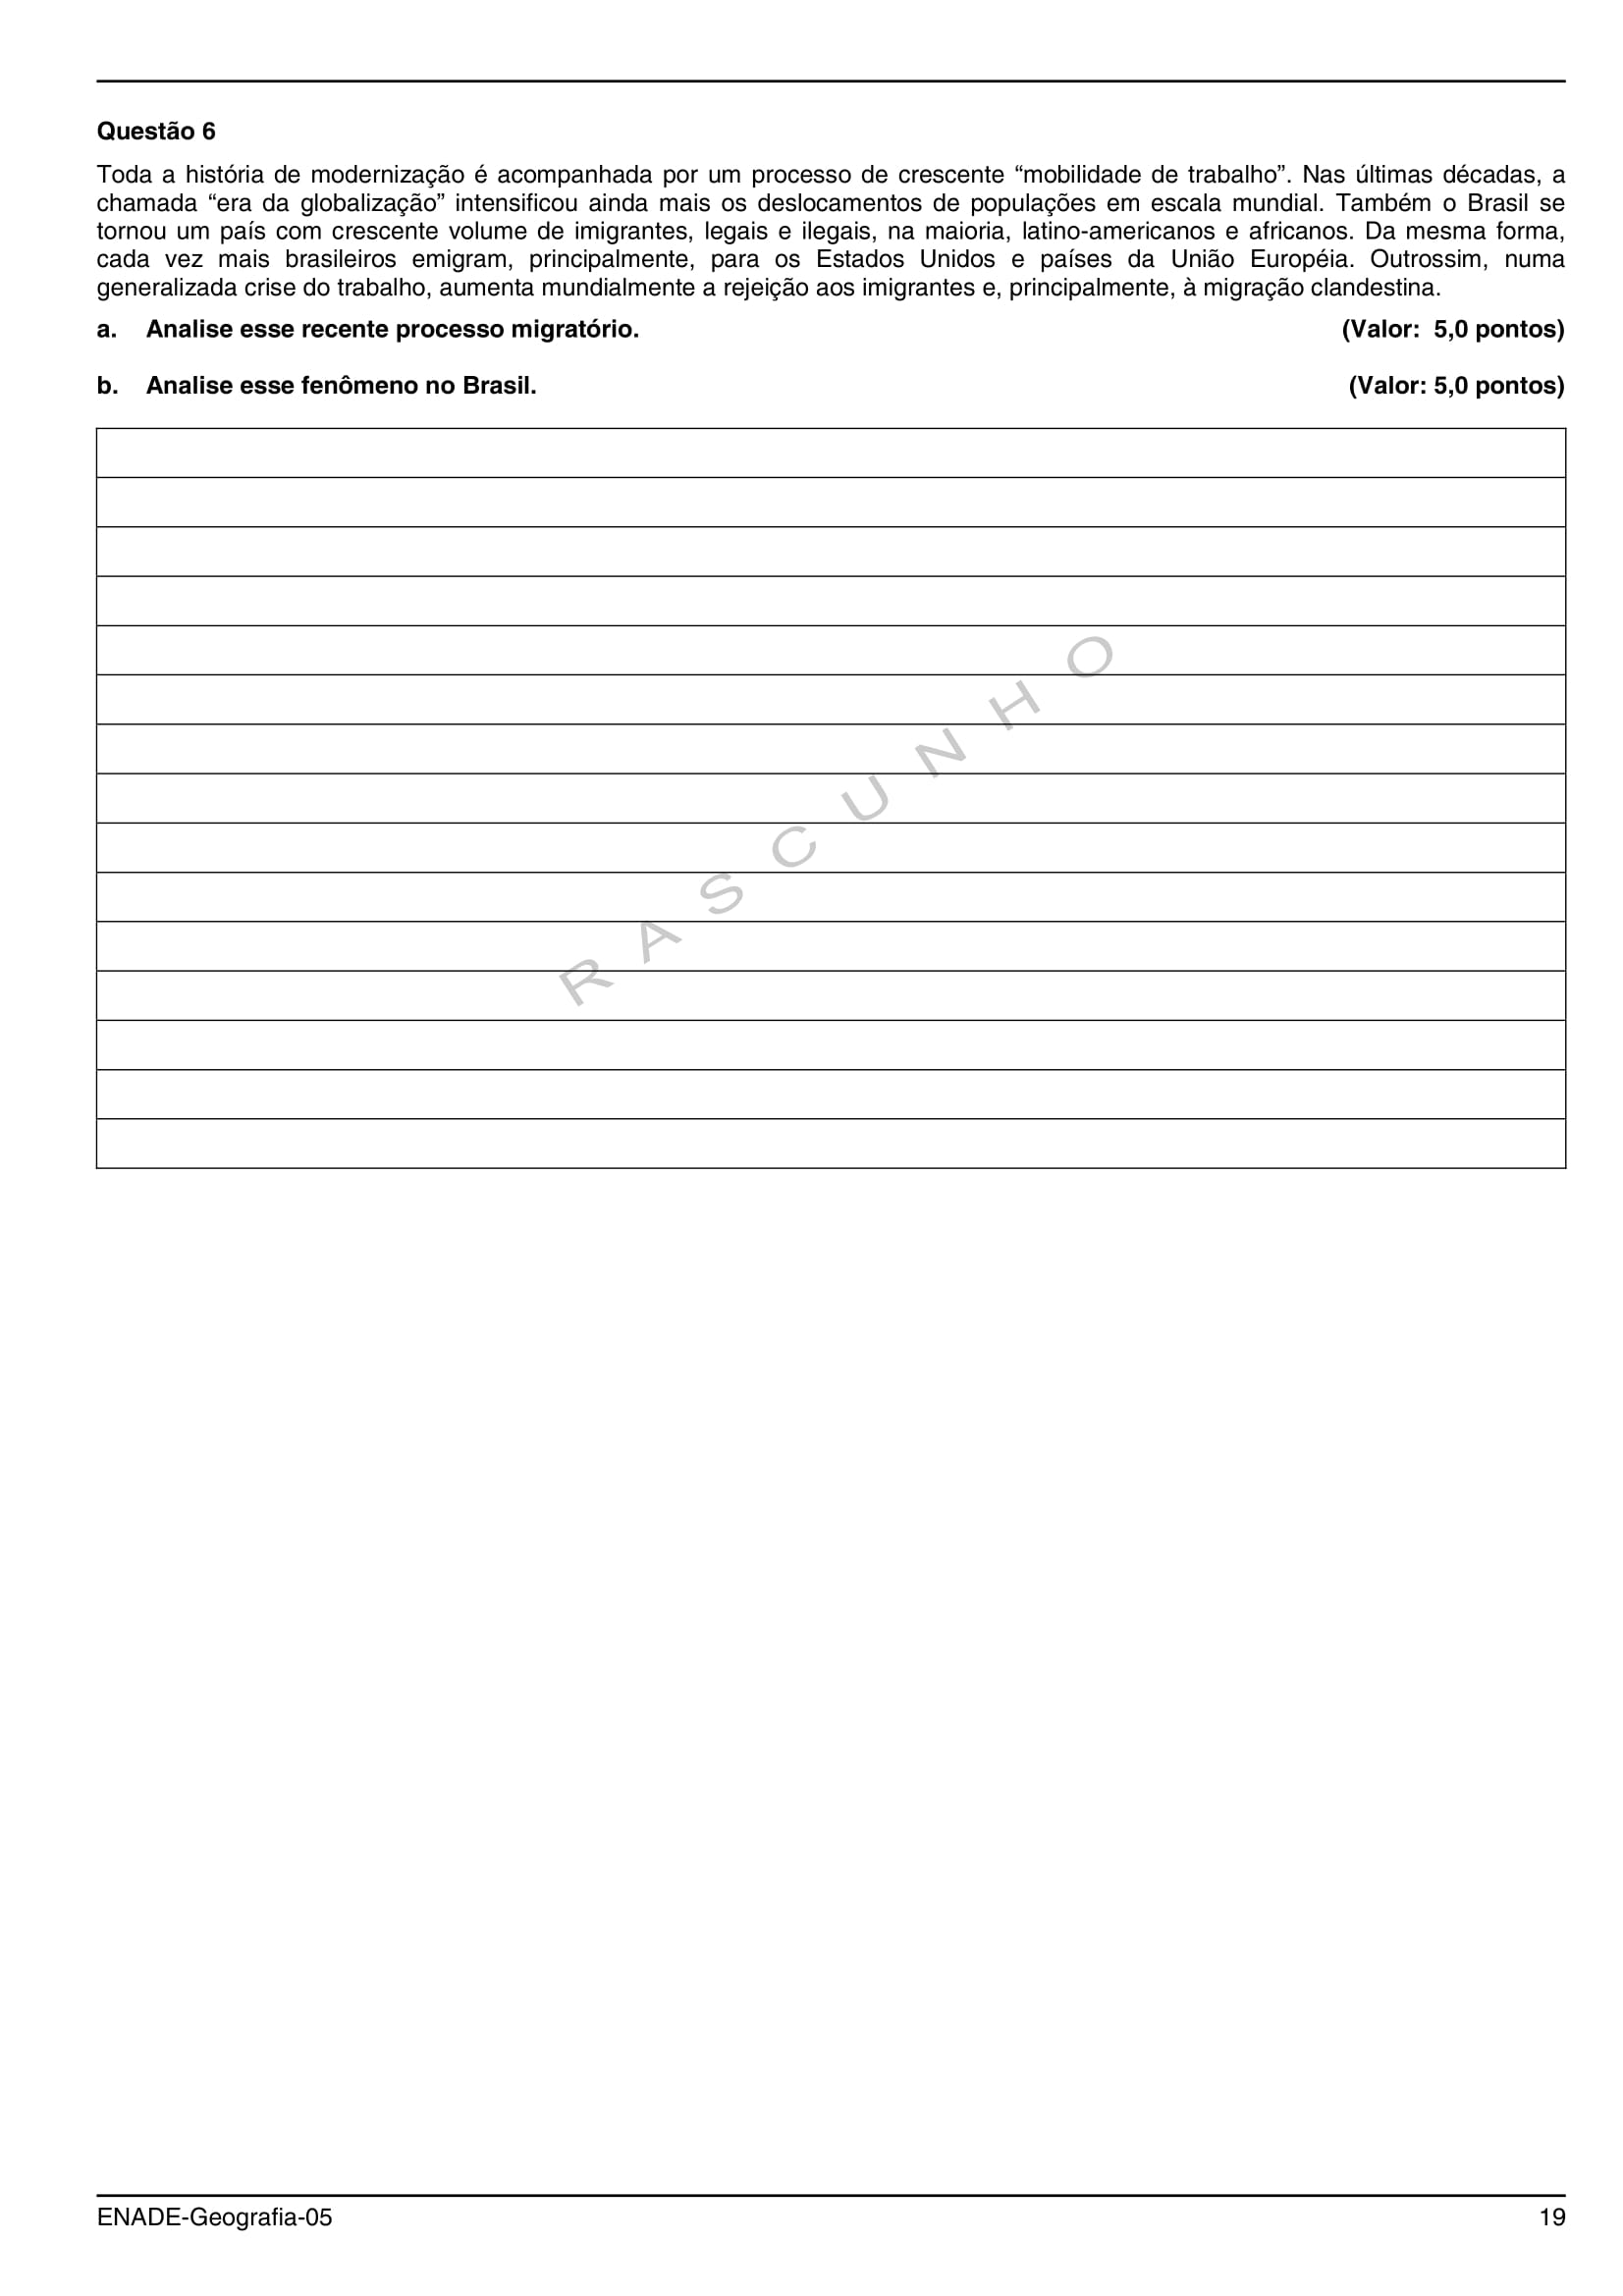 Questão 6
Toda a história de modernização é acompanhada por um processo de crescente “mobilidade de trabalho”. Nas últimas décadas, a
chamada “era da globalização” intensificou ainda mais os deslocamentos de populações em escala mundial. Também o Brasil se
tornou um país com crescente volume de imigrantes, legais e ilegais, na maioria, latino-americanos e africanos. Da mesma forma,
cada vez mais brasileiros emigram, principalmente, para os Estados Unidos e países da União Européia. Outrossim, numa
generalizada crise do trabalho, aumenta mundialmente a rejeição aos imigrantes e, principalmente, à migração clandestina.
a. Analise esse recente processo migratório. (Valor: 5,0 pontos)
b. Analise esse fenômeno no Brasil. (Valor: 5,0 pontos)
RASCUNHO
ENADE-Geografia-05 19